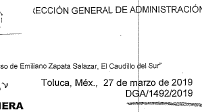 ECCIÓN GENERAL DE ADMINISTRACIÓN
so de Emiliano Zapata Salazar, El Caudillo del Sur"
Toluca, Méx., 27 de marzo de 2019
DGA/1492/2019
IERA